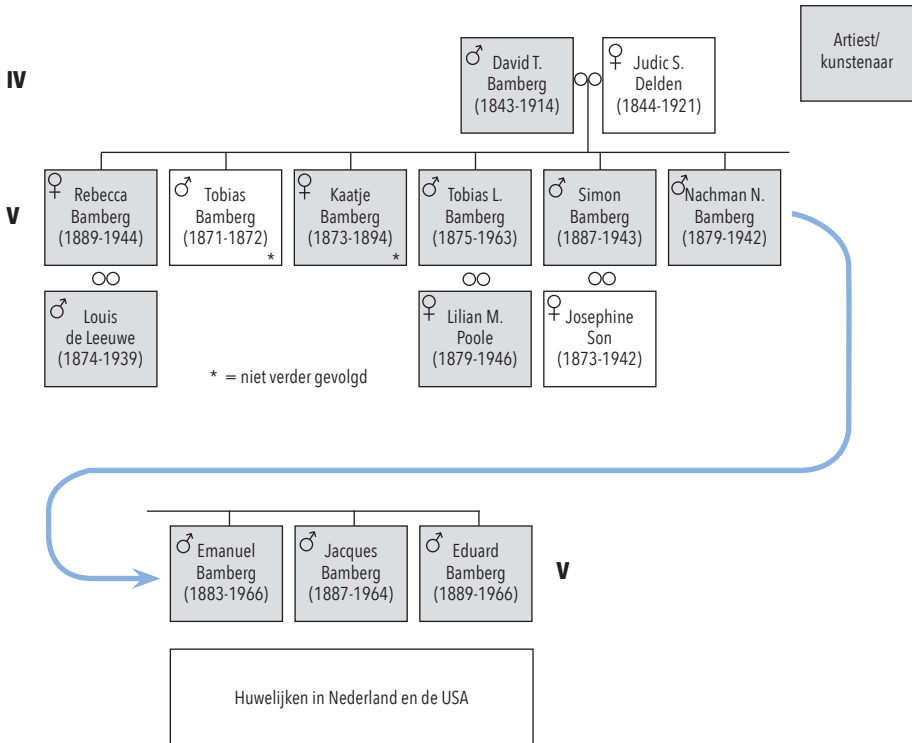 Artiest/
kunstenaar
IV
David T.
Bamberg
(1843-1914)
Judic S.
Delden
(1844-1921)
V
Rebecca
Bamberg
(1889-1944)
Tobias
Bamberg
(1871-1872)
*
Kaatje
Bamberg
(1873-1894)
*
Tobias L.
Bamberg
(1875-1963)
Simon
Bamberg
(1887-1943)
Nachman N.
Bamberg
(1879-1942)
Louis
de Leeuwe
(1874-1939)
Lilian M.
Poole
(1879-1946)
Josephine
Son
(1873-1942)
* = niet verder gevolgd
Emanuel
Bamberg
(1883-1966)
Jacques
Bamberg
(1887-1964)
Eduard
Bamberg
(1889-1966)
V
Huwelijken in Nederland en de USA